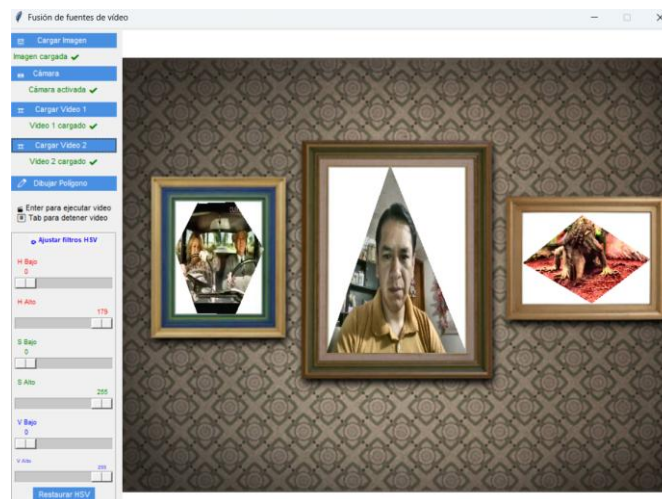 Fusión de fuentes de vídeo
Cargar Imagen
Imagen cargada ✔
Cámara
Cámara activada ✔
Cargar Video 1
Video 1 cargado ✔
Cargar Video 2
Video 2 cargado ✔
Dibujar Polígono
Enter para ejecutar video
Tab para detener video
Ajustar filtros HSV
H Bajo
0
H Alto
179
S Bajo
0
S Alto
255
V Bajo
0
V Alto
255
Restaurar HSV